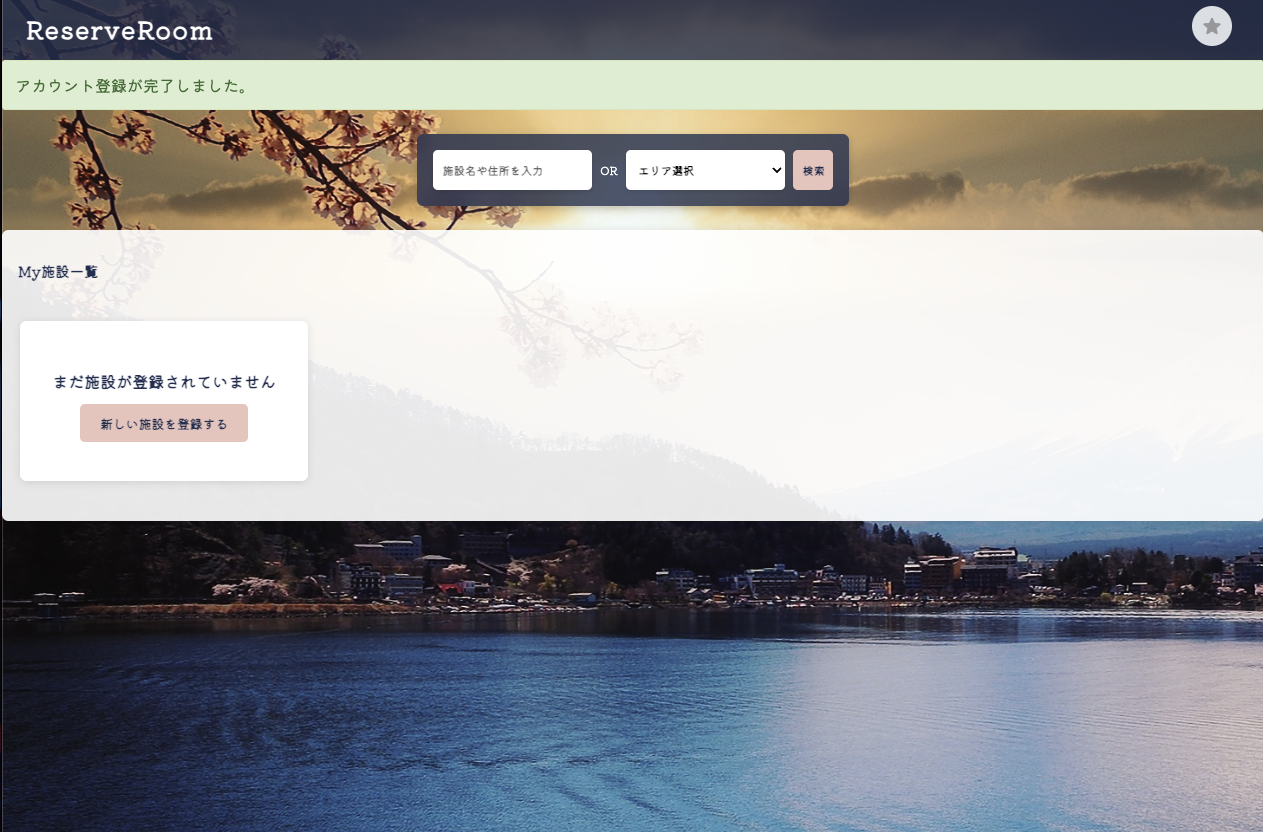 ReserveRoom
アカウント登録が完了しました。
施設名や住所を入力 OR エリア選択 検索
My施設一覧
まだ施設が登録されていません
新しい施設を登録する